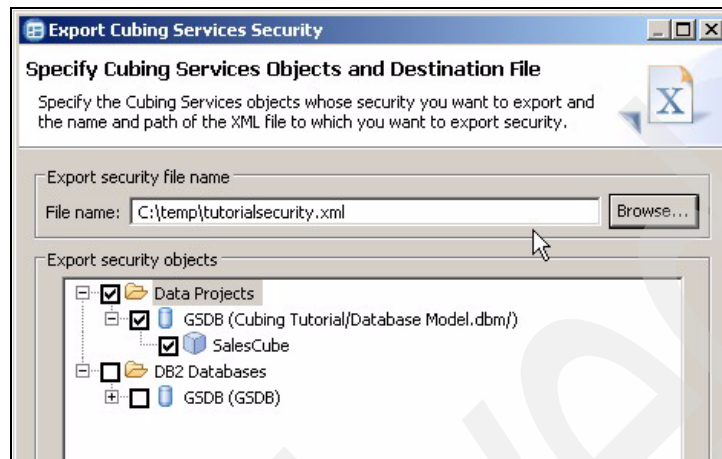 Export Cubing Services Security
Specify Cubing Services Objects and Destination File
Specify the Cubing Services objects whose security you want to export and
the name and path of the XML file to which you want to export security.
X
Export security file name
File name: C:\temp\tutorialsecurity.xml Browse...
Export security objects
Data Projects
GSDB (Cubing Tutorial/Database Model.dbm/)
SalesCube
DB2 Databases
GSDB (GSDB)